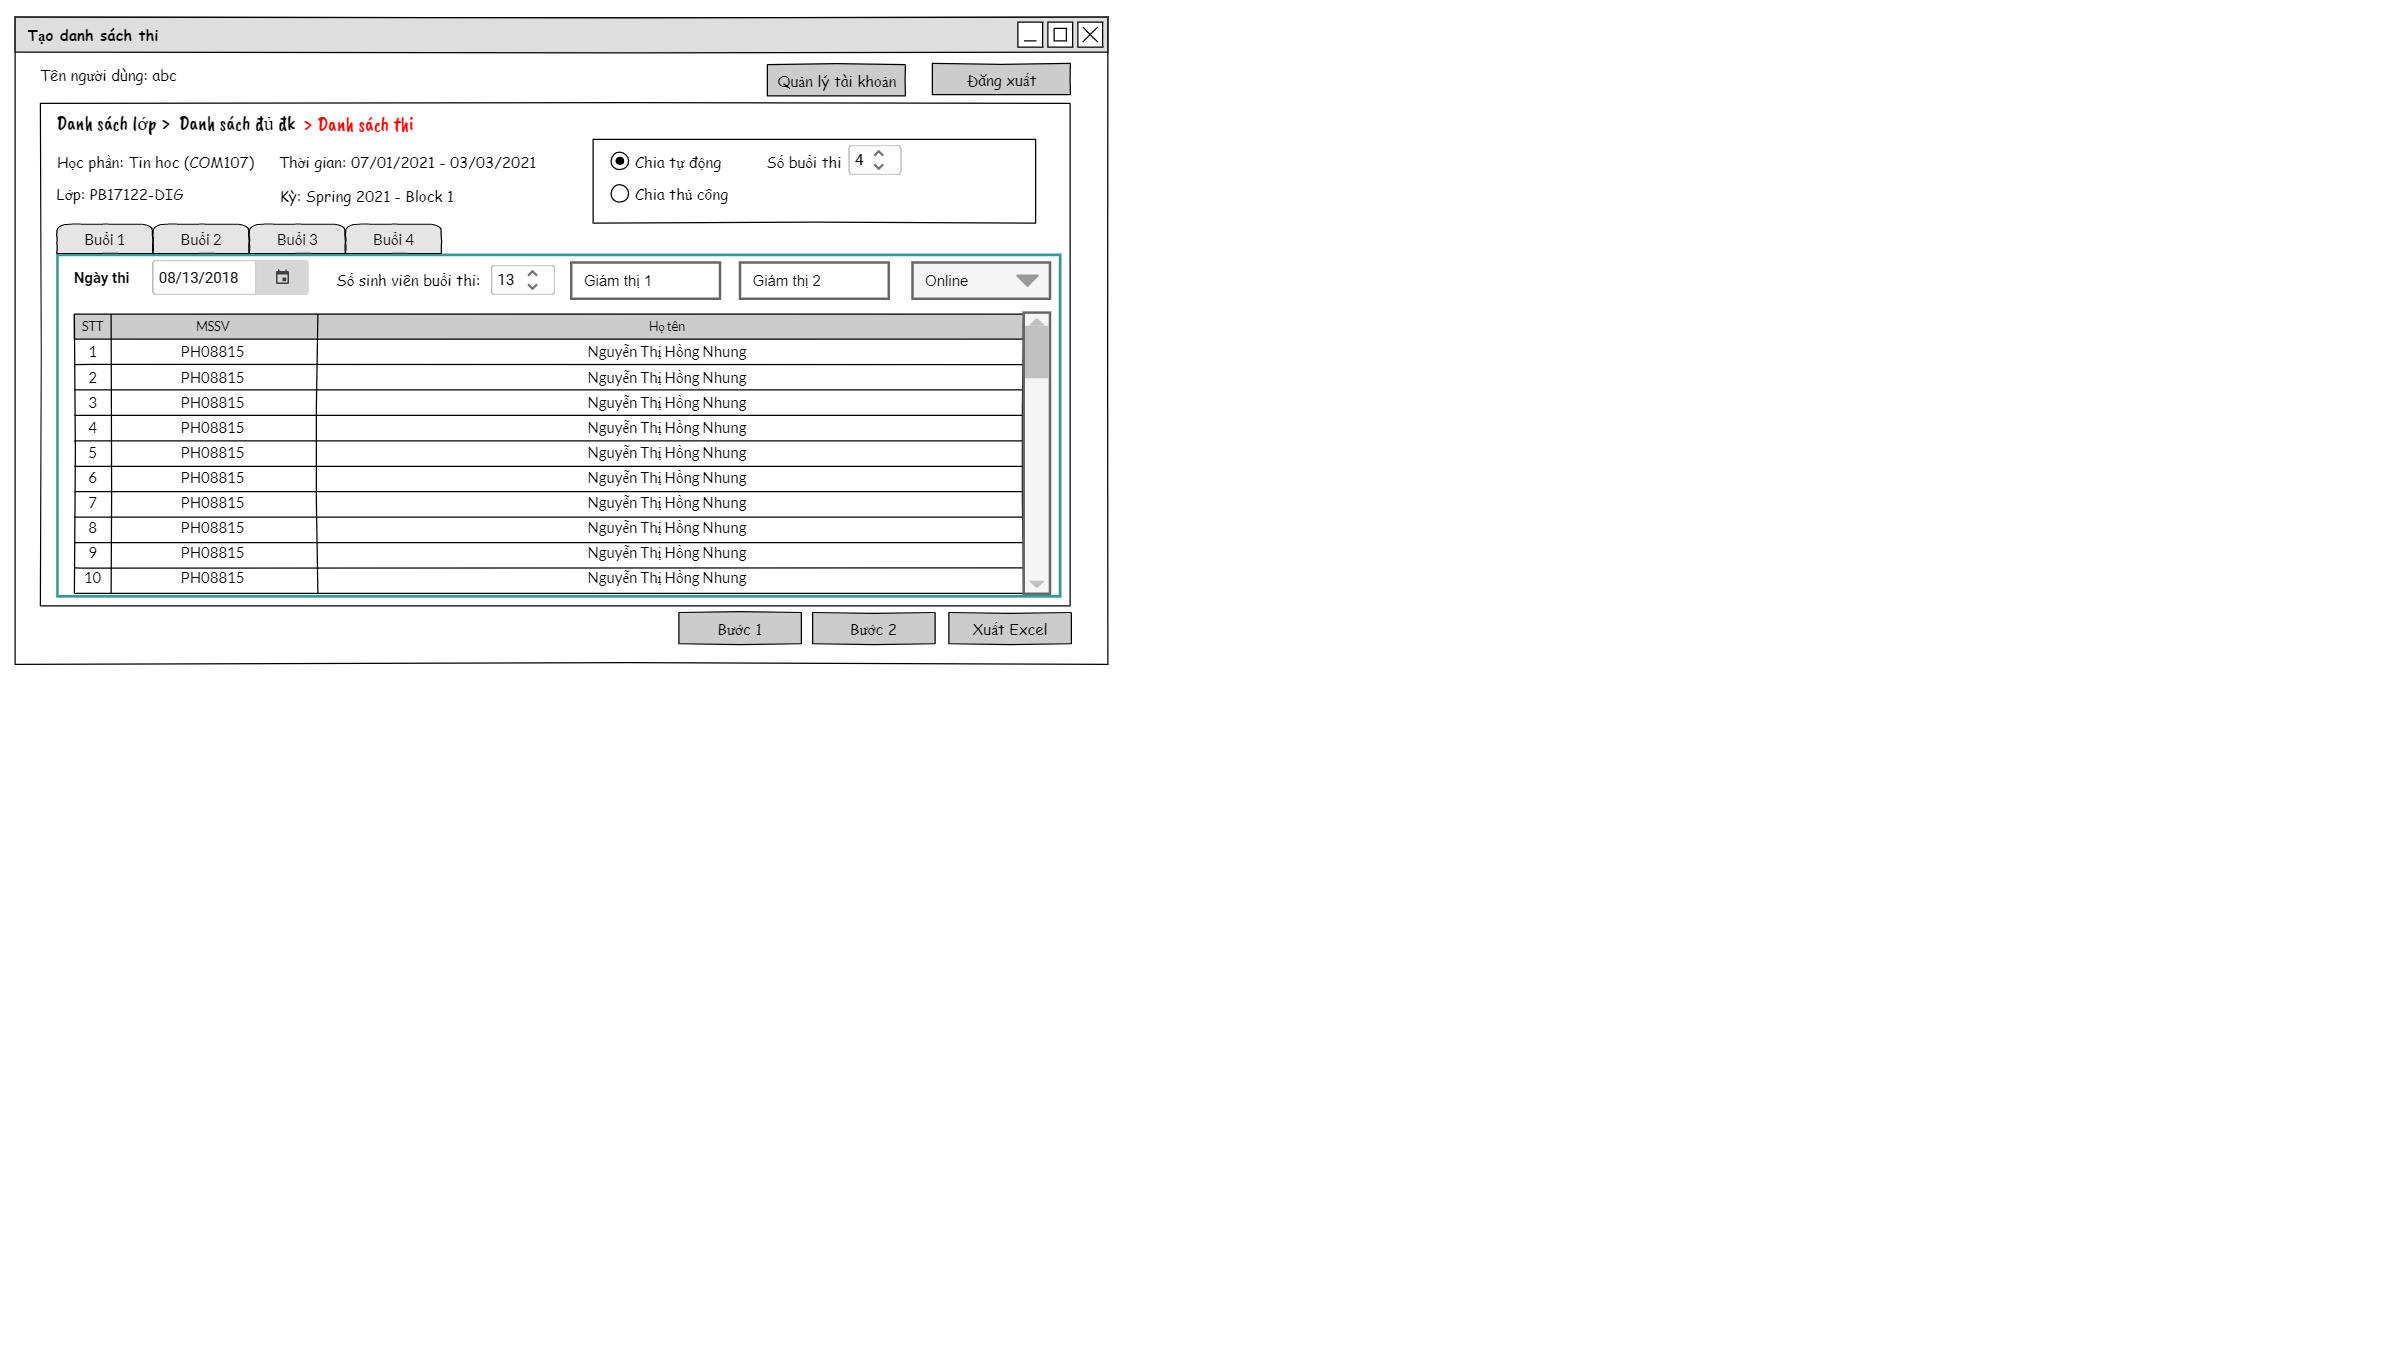 Tạo danh sách thi
Tên người dùng: abc
Quản lý tài khoản
Đăng xuất
Danh sách lớp > Danh sách đủ đk > Danh sách thi
Học phần: Tin hoc (COM107)
Thời gian: 07/01/2021 - 03/03/2021
Lớp: PB17122-DIG
Kỳ: Spring 2021 - Block 1
Chia tự động
Số buổi thi 4
Chia thủ công
Buổi 1 Buổi 2 Buổi 3 Buổi 4
Ngày thi 08/13/2018 Số sinh viên buổi thi: 13 Giám thị 1 Giám thị 2 Online
STT MSSV Họ tên
1 PH08815 Nguyễn Thị Hồng Nhung
2 PH08815 Nguyễn Thị Hồng Nhung
3 PH08815 Nguyễn Thị Hồng Nhung
4 PH08815 Nguyễn Thị Hồng Nhung
5 PH08815 Nguyễn Thị Hồng Nhung
6 PH08815 Nguyễn Thị Hồng Nhung
7 PH08815 Nguyễn Thị Hồng Nhung
8 PH08815 Nguyễn Thị Hồng Nhung
9 PH08815 Nguyễn Thị Hồng Nhung
10 PH08815 Nguyễn Thị Hồng Nhung
Bước 1 Bước 2 Xuất Excel